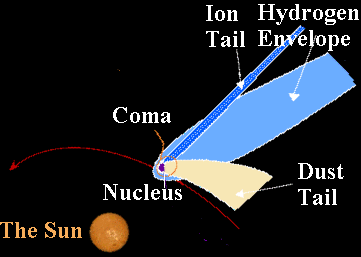 Ion
Tail
Hydrogen
Envelope
Coma
Nucleus
Dust
Tail
The Sun